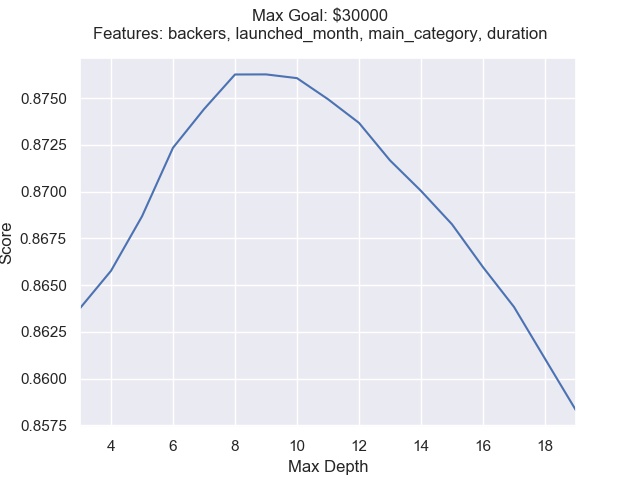 Max Goal: $30000
Features: backers, launched_month, main_category, duration
0.8750
0.8725
0.8700
0.8675
0.8650
0.8625
0.8600
0.8575
Score
4 6 8 10 12 14 16 18
Max Depth